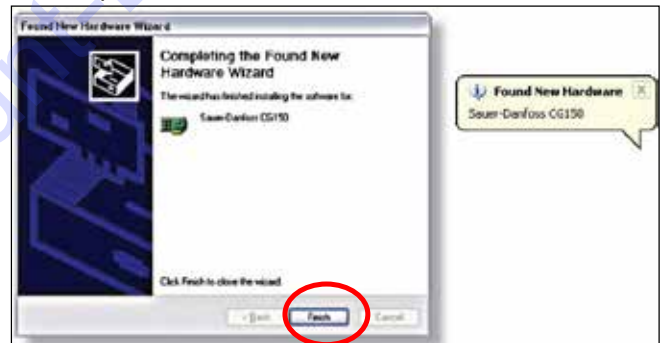 Found New Hardware Wizard
Completing the Found New
Hardware Wizard
The wizard has finished installing the software for:
Sauer-Danfoss CG150
Click Finish to close the wizard.
< Back
Finish
Cancel
Found New Hardware
Sauer-Danfoss CG150